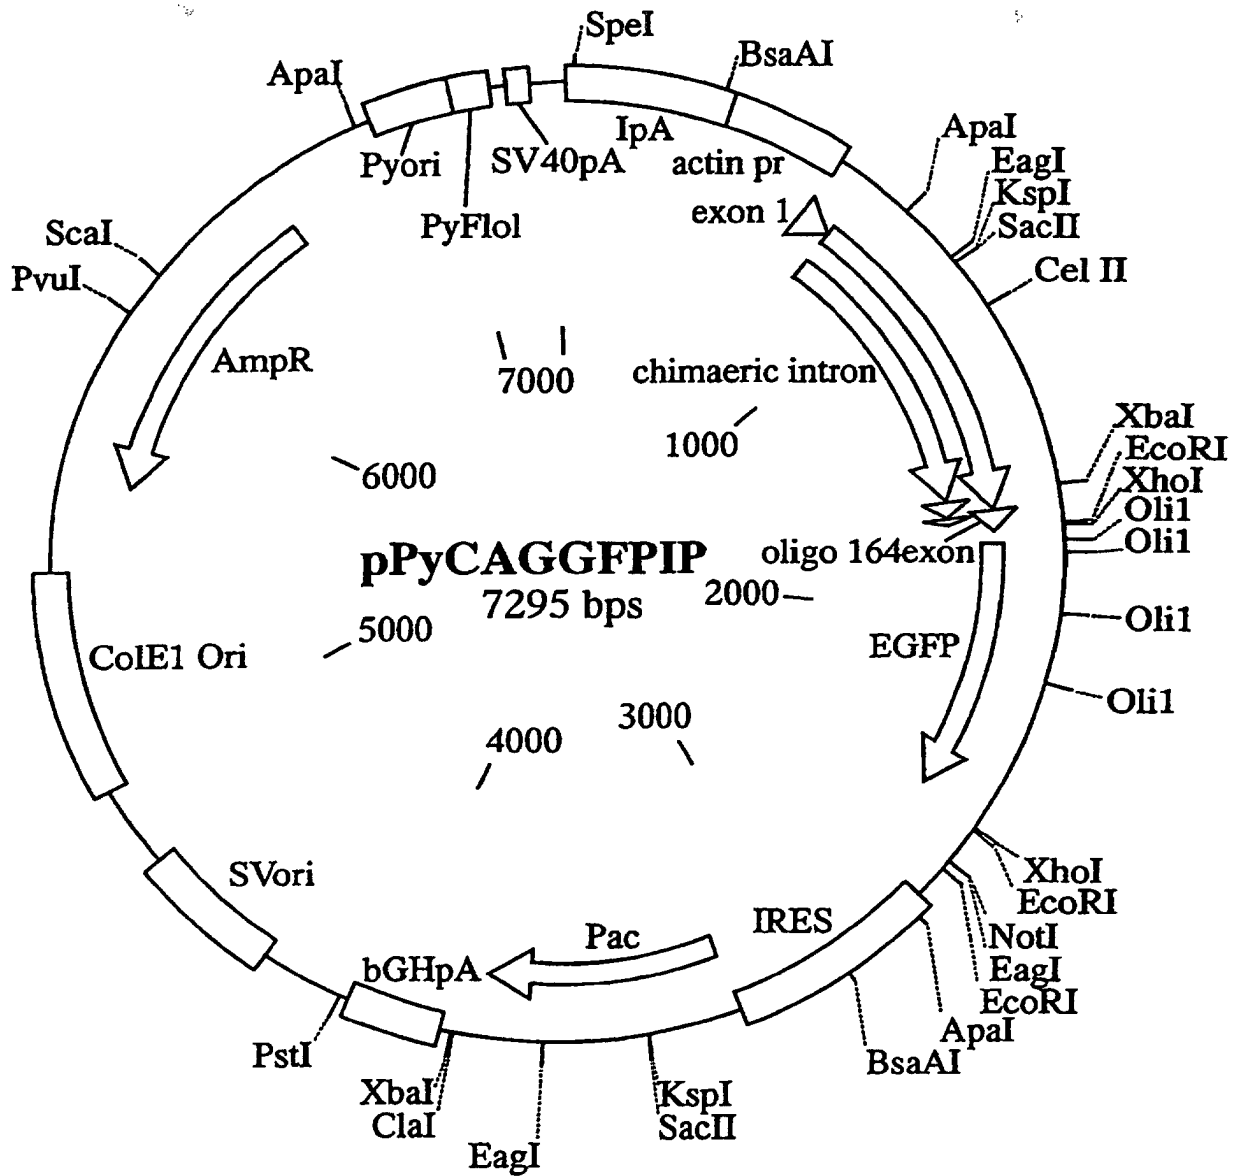 SpeI
BsaAI
ApaI
IpA
ApaI
Pyori
SV40pA
actin pr
EagI
KspI
exon 1
PyFlol
SacII
ScaI
Cel II
PvuI
AmpR
7000
chimaeric intron
1000
XbaI
EcoRI
6000
XhoI
Oli1
Oli1
pPyCAGGFPIP
oligo 164exon
7295 bps
2000
5000
Oli1
ColE1 Ori
EGFP
Oli1
3000
4000
SVori
XhoI
EcoRI
IRES
Pac
NotI
bGHpA
EagI
EcoRI
ApaI
PstI
BsaAI
XbaI
KspI
ClaI
SacII
EagI